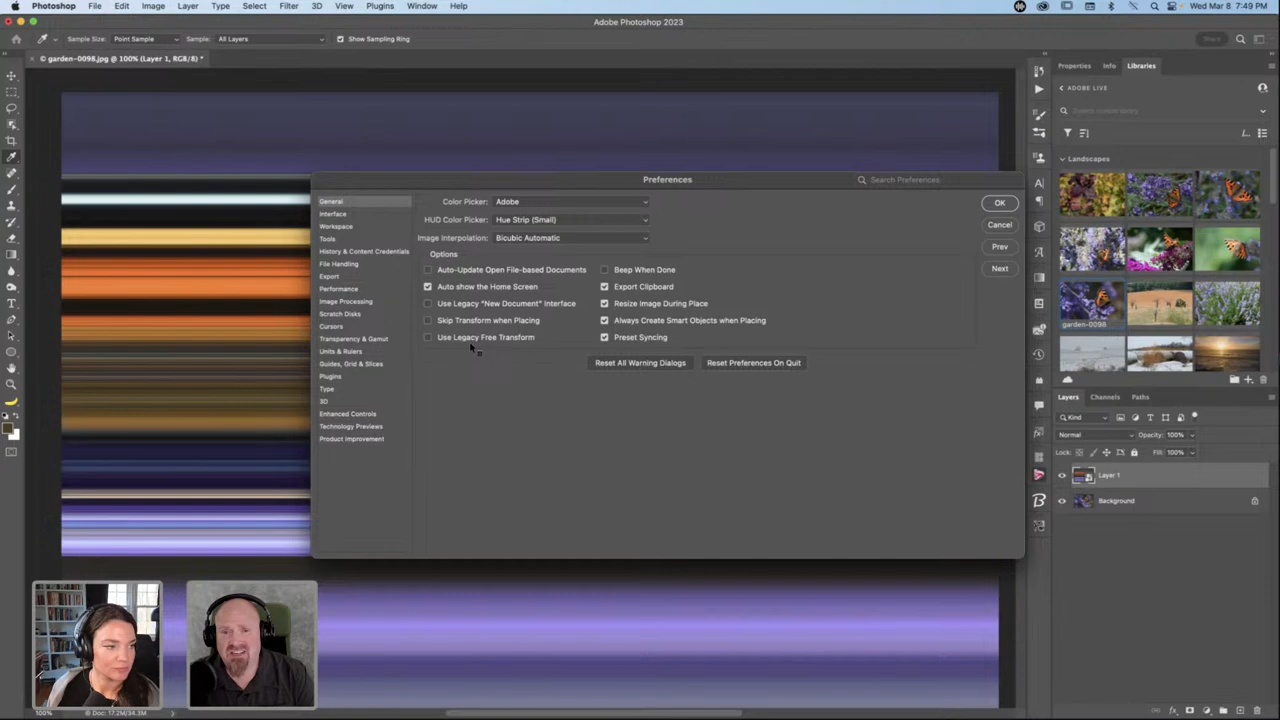 Photoshop File Edit Image Layer Type Select Filter 3D View Plugins Window Help
Wed Mar 8 7:49 PM
Adobe Photoshop 2023
Sample Size: Point Sample Sample: All Layers Show Sampling Ring
Share
© garden-0098.jpg @ 100% (Layer 1, RGB/8) *
Properties Info Libraries
ADOBE LIVE
Landscapes
garden-0098
Preferences
Search Preferences
General
Interface
Workspace
Tools
History & Content Credentials
File Handling
Export
Performance
Image Processing
Scratch Disks
Cursors
Transparency & Gamut
Units & Rulers
Guides, Grid & Slices
Plugins
Type
3D
Enhanced Controls
Technology Previews
Product Improvement
Color Picker: Adobe
HUD Color Picker: Hue Strip (Small)
Image Interpolation: Bicubic Automatic
Options
Auto-Update Open File-based Documents
Beep When Done
Auto show the Home Screen
Export Clipboard
Use Legacy "New Document" Interface
Resize Image During Place
Skip Transform when Placing
Always Create Smart Objects when Placing
Use Legacy Free Transform
Preset Syncing
Reset All Warning Dialogs
Reset Preferences On Quit
OK
Cancel
Prev
Next
Layers Channels Paths
Kind
Normal Opacity: 100%
Lock: Fill: 100%
Layer 1
Background
100% Doc: 17.2M/34.3M